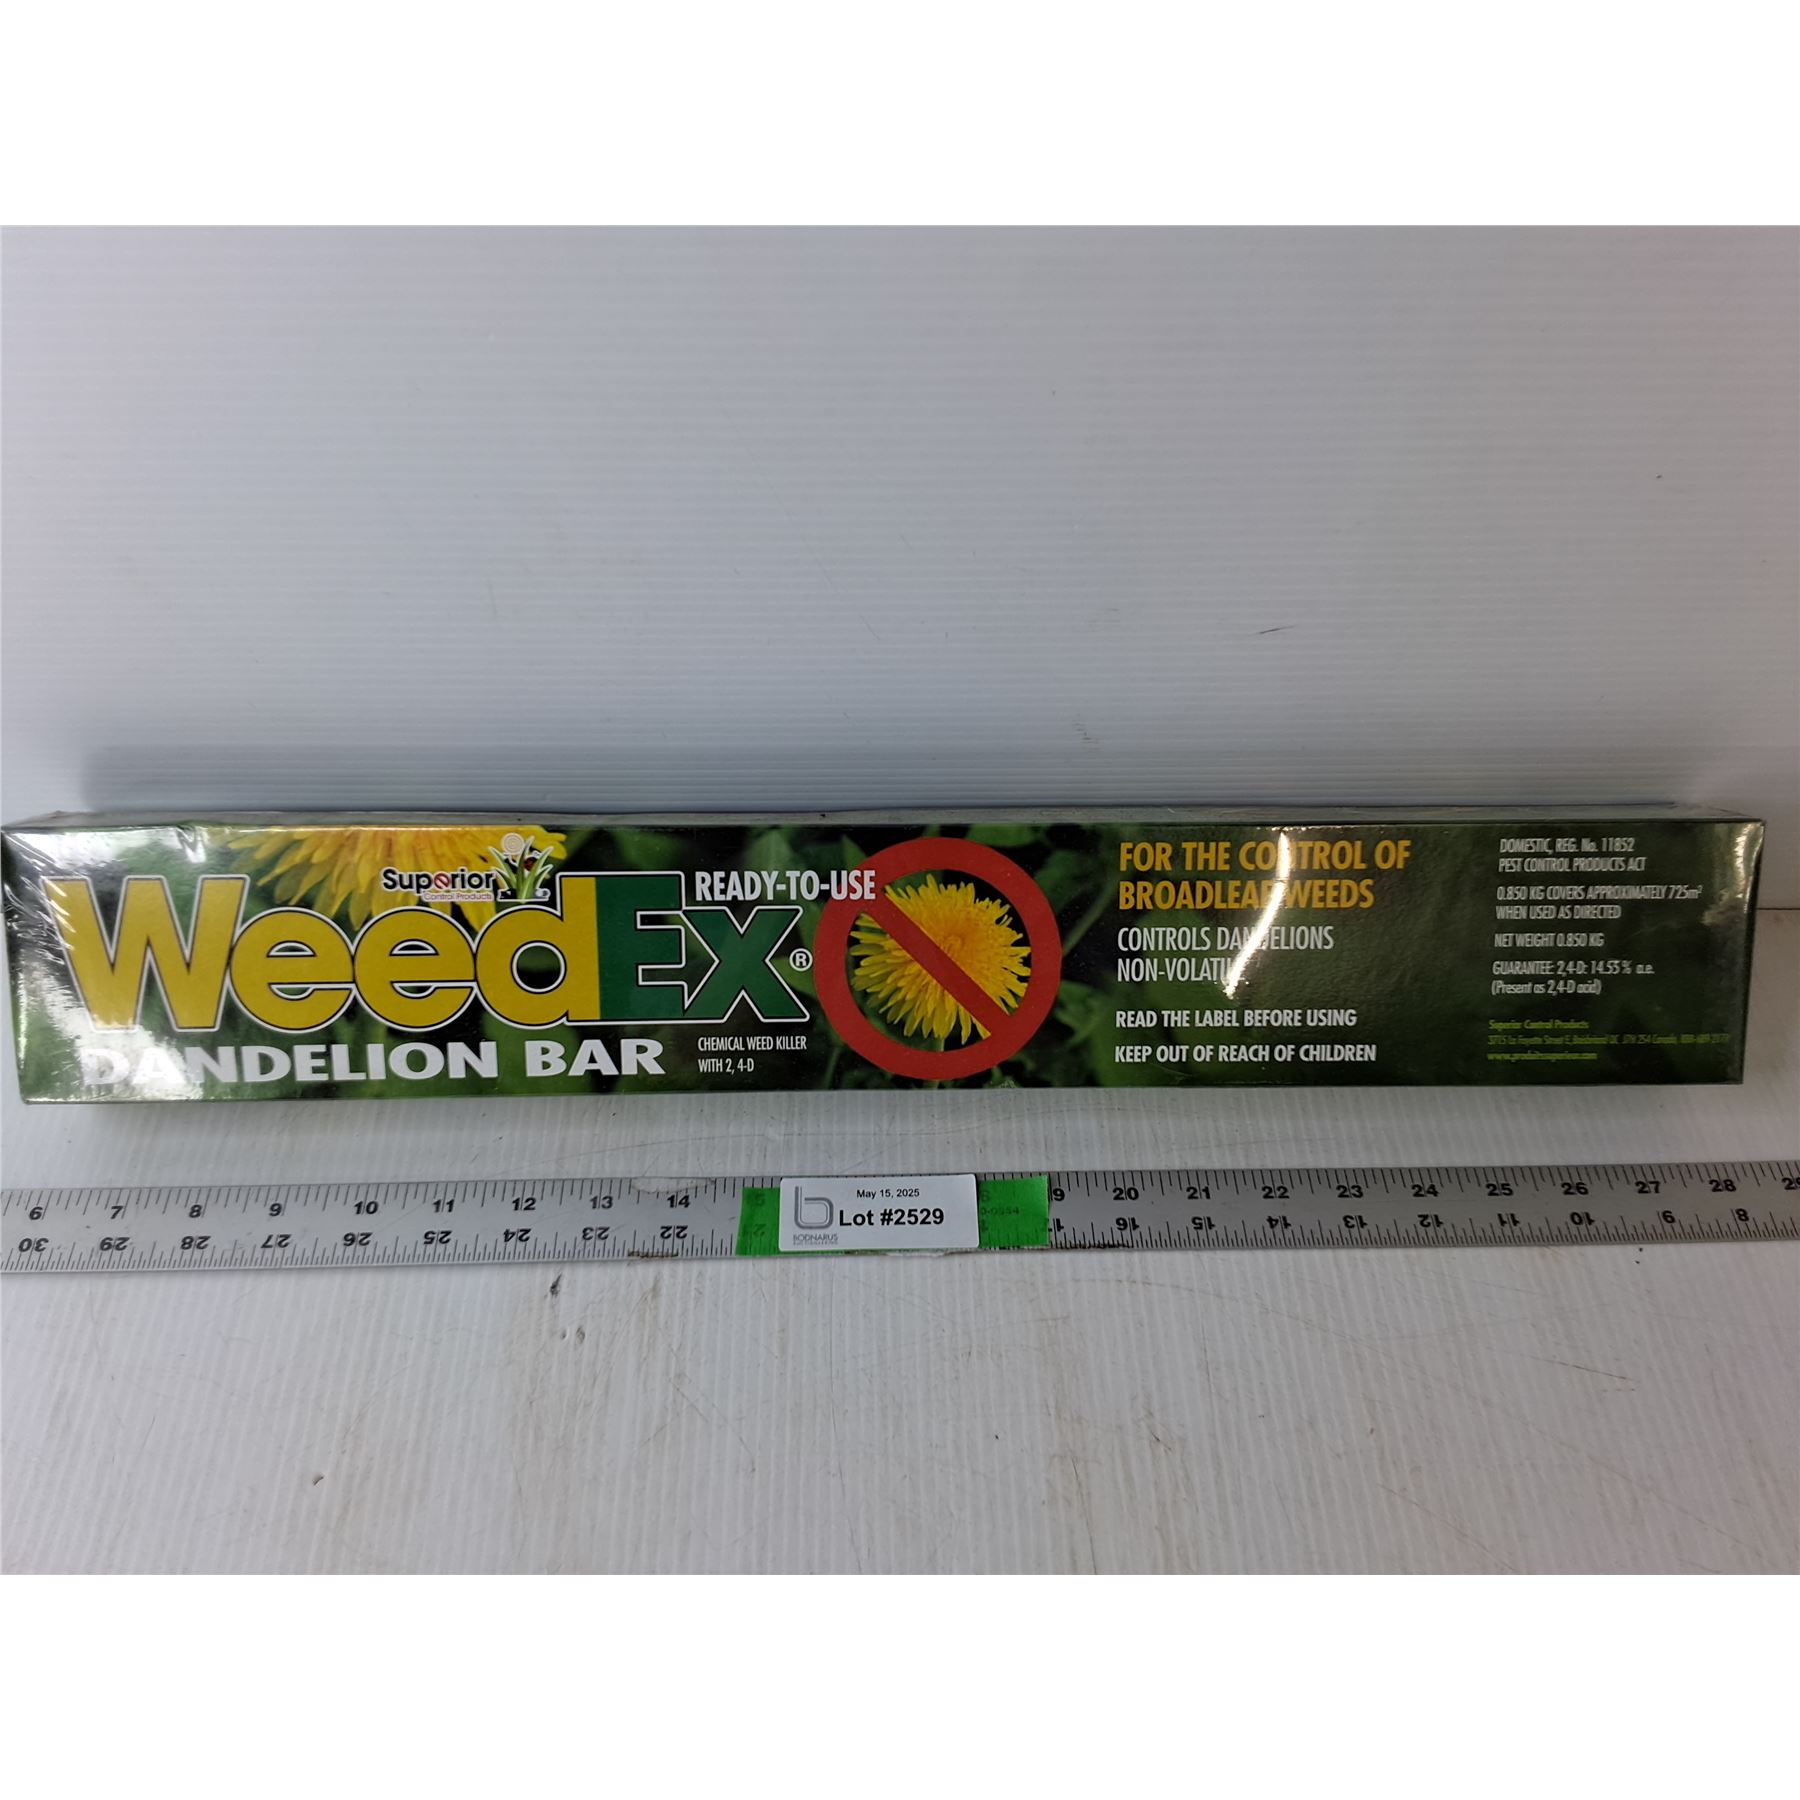 Superior
Control Products
WeedEx®
READY-TO-USE
DANDELION BAR
CHEMICAL WEED KILLER
WITH 2, 4-D
FOR THE CONTROL OF
BROADLEAF WEEDS
CONTROLS DANDELIONS
NON-VOLATILE
READ THE LABEL BEFORE USING
KEEP OUT OF REACH OF CHILDREN
DOMESTIC, REG. No. 11852
PEST CONTROL PRODUCTS ACT
0.850 KG COVERS APPROXIMATELY 725m²
WHEN USED AS DIRECTED
NET WEIGHT 0.850 KG
GUARANTEE: 2,4-D: 14.55% a.e.
(Present as 2,4-D acid)
Superior Control Products
6 7 8 9 10 11 12 13 14 15 9 20 21 22 23 24 25 26 27 28 29
May 15, 2025
Lot #2529
BODNARUS
30 29 28 27 26 25 24 23 22 21 16 15 14 13 12 11 10 9 8